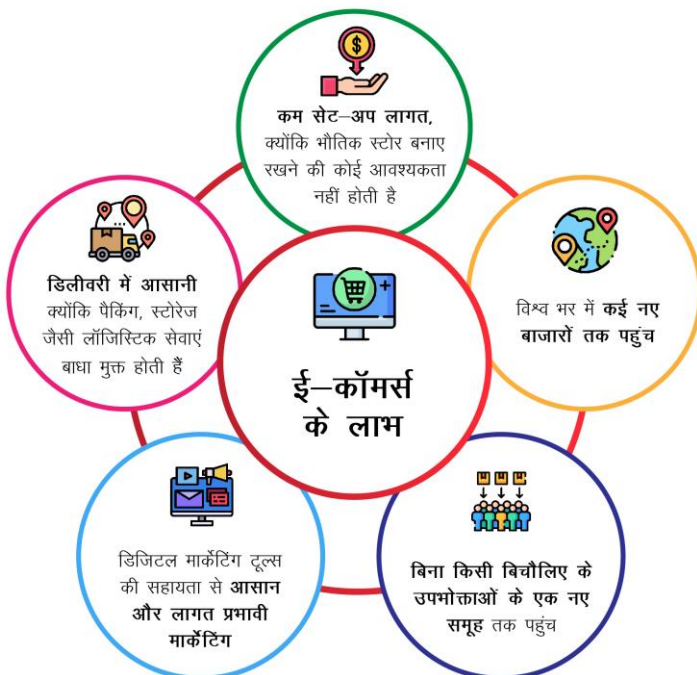 कम सेट–अप लागत,
क्योंकि भौतिक स्टोर बनाए
रखने की कोई आवश्यकता
नहीं होती है
डिलीवरी में आसानी
क्योंकि पैकिंग, स्टोरेज
जैसी लॉजिस्टिक सेवाएं
बाधा मुक्त होती हैं
विश्व भर में कई नए
बाजारों तक पहुंच
ई–कॉमर्स
के लाभ
डिजिटल मार्केटिंग टूल्स
की सहायता से आसान
और लागत प्रभावी
मार्केटिंग
बिना किसी बिचौलिए के
उपभोक्ताओं के एक नए
समूह तक पहुंच